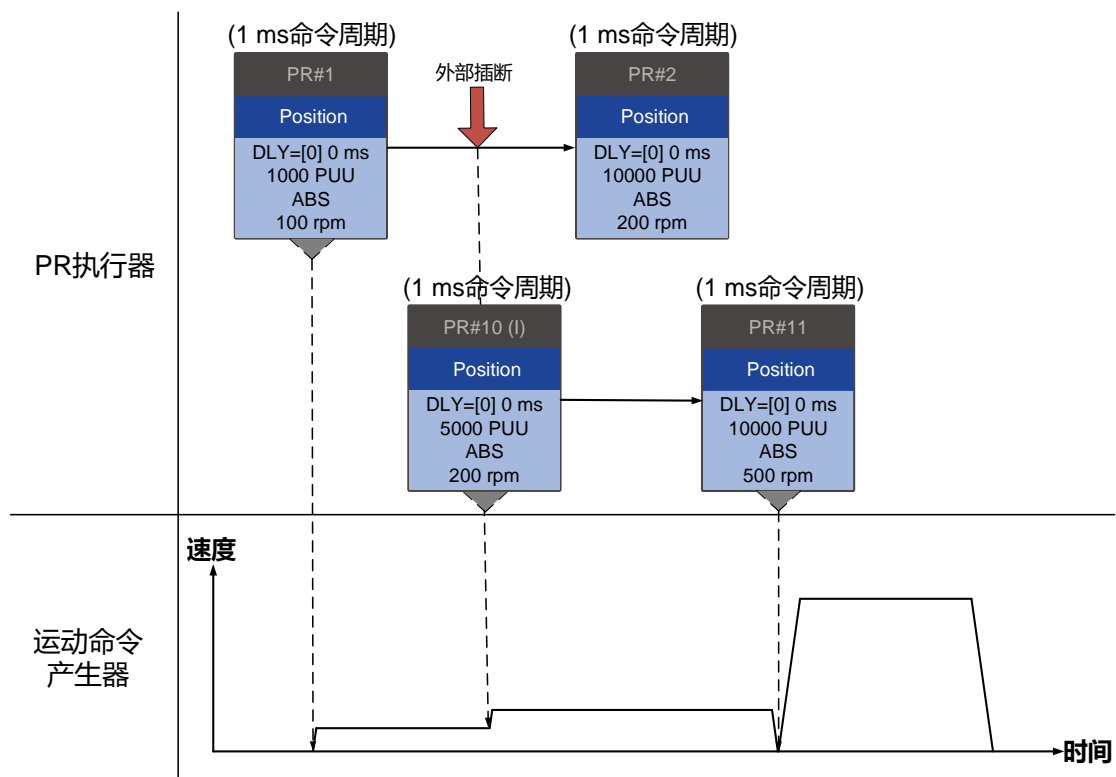 (1 ms命令周期)
(1 ms命令周期)
PR#1
外部插断
PR#2
Position
Position
DLY=[0] 0 ms
1000 PUU
ABS
100 rpm
DLY=[0] 0 ms
10000 PUU
ABS
200 rpm
PR执行器
(1 ms命令周期)
(1 ms命令周期)
PR#10 (I)
PR#11
Position
Position
DLY=[0] 0 ms
5000 PUU
ABS
200 rpm
DLY=[0] 0 ms
10000 PUU
ABS
500 rpm
速度
运动命令
产生器
时间